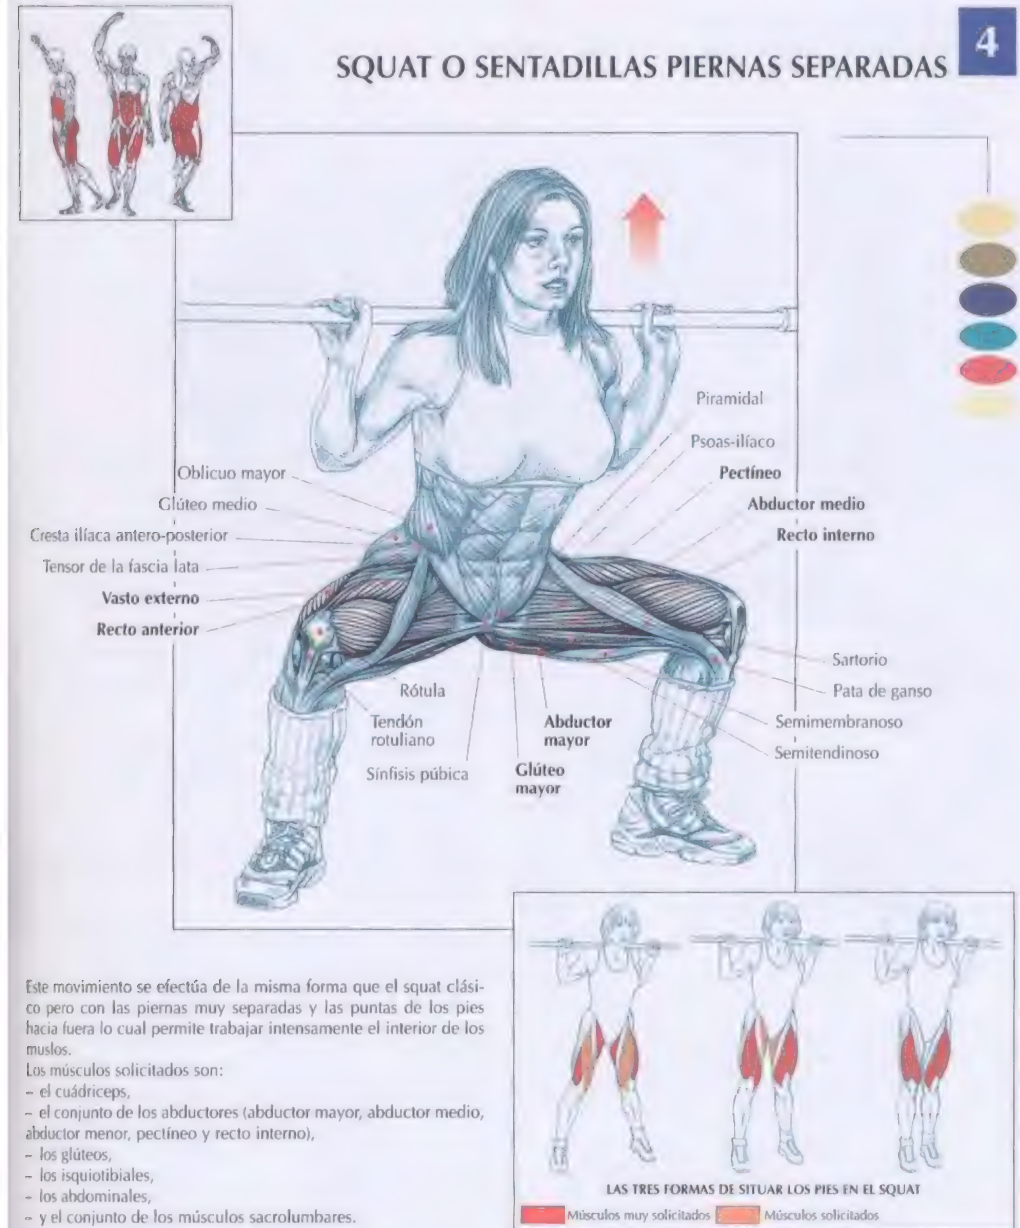 4
SQUAT O SENTADILLAS PIERNAS SEPARADAS
Piramidal
Psoas-ilíaco
Pectíneo
Abductor medio
Recto interno
Oblicuo mayor
Glúteo medio
Cresta ilíaca antero-posterior
Tensor de la fascia lata
Vasto externo
Recto anterior
Rótula
Tendón
rotuliano
Sínfisis púbica
Abductor
mayor
Glúteo
mayor
Sartorio
Pata de ganso
Semimembranoso
Semitendinoso
Este movimiento se efectúa de la misma forma que el squat clási-
co pero con las piernas muy separadas y las puntas de los pies
hacia fuera lo cual permite trabajar intensamente el interior de los
muslos.
Los músculos solicitados son:
– el cuádriceps,
– el conjunto de los abductores (abductor mayor, abductor medio,
abductor menor, pectíneo y recto interno),
– los glúteos,
– los isquiotibiales,
– los abdominales,
– y el conjunto de los músculos sacrolumbares.
LAS TRES FORMAS DE SITUAR LOS PIES EN EL SQUAT
Músculos muy solicitados
Músculos solicitados